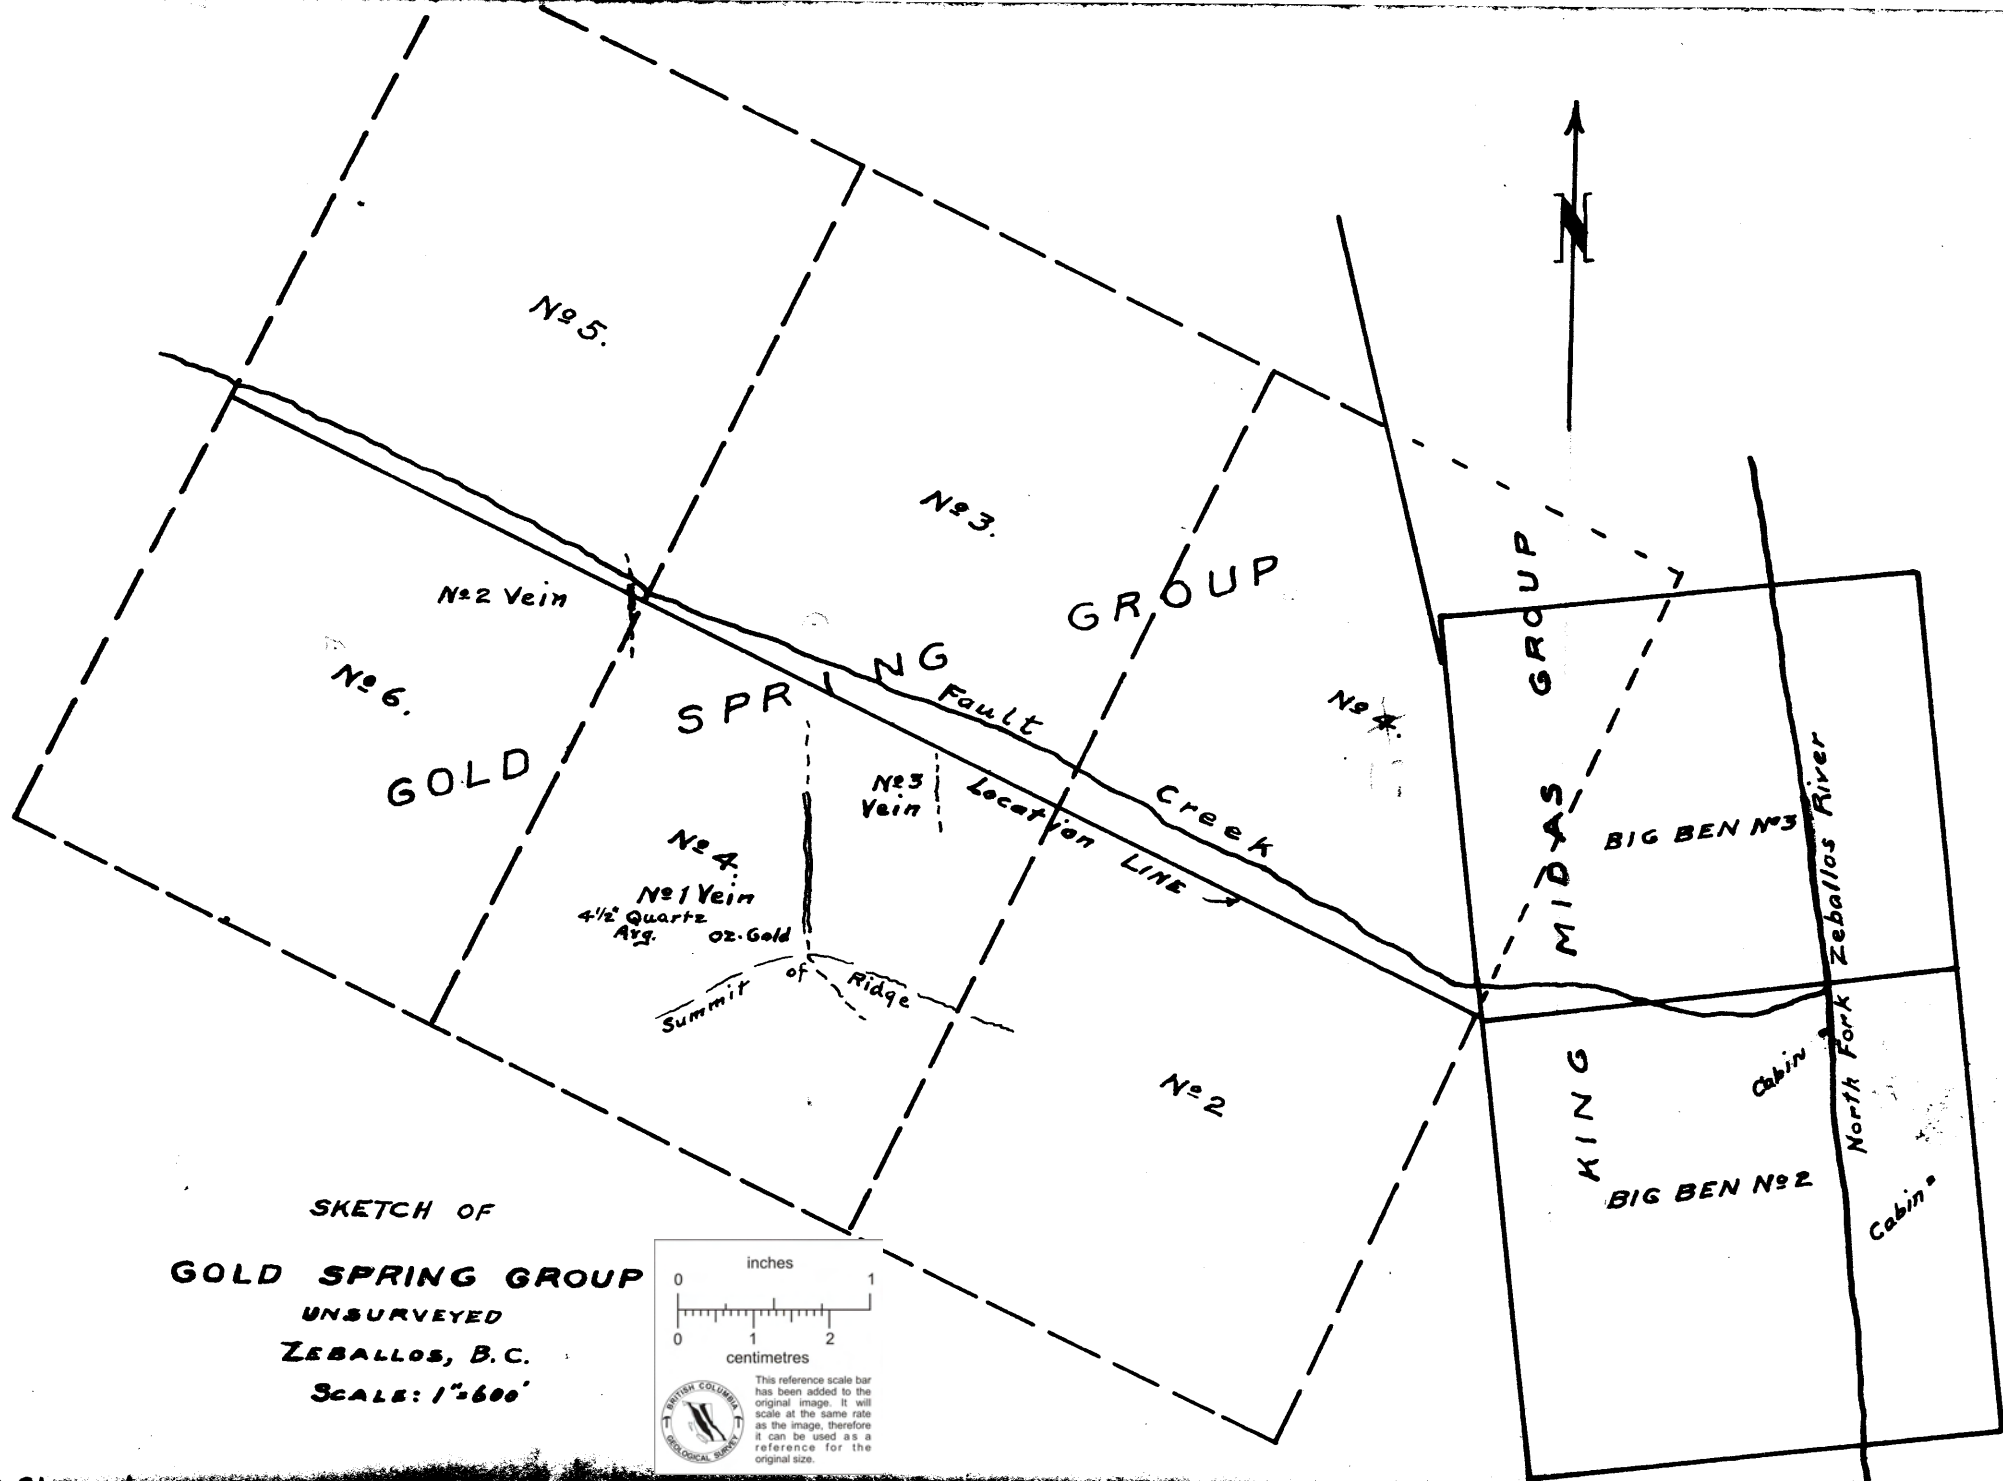 N
Nº 5.
Nº 3.
Nº 2 Vein
Nº 6.
GOLD SPRING GROUP
Fault Creek
Nº 4.
Nº 3
Vein
Location LINE
Nº 4
Nº 1 Vein
4½" Quartz
Avg. oz. Gold
Summit of Ridge
Nº 2
KING MIDAS GROUP
BIG BEN Nº 3
North Fork Zeballos River
Cabin
BIG BEN Nº 2
Cabin
SKETCH OF
GOLD SPRING GROUP
UNSURVEYED
ZEBALLOS, B.C.
SCALE: 1"=600'
inches
0 1
0 1 2
centimetres
This reference scale bar
has been added to the
original image. It will
scale at the same rate
as the image, therefore
it can be used as a
reference for the
original size.
BRITISH COLUMBIA
GEOLOGICAL SURVEY